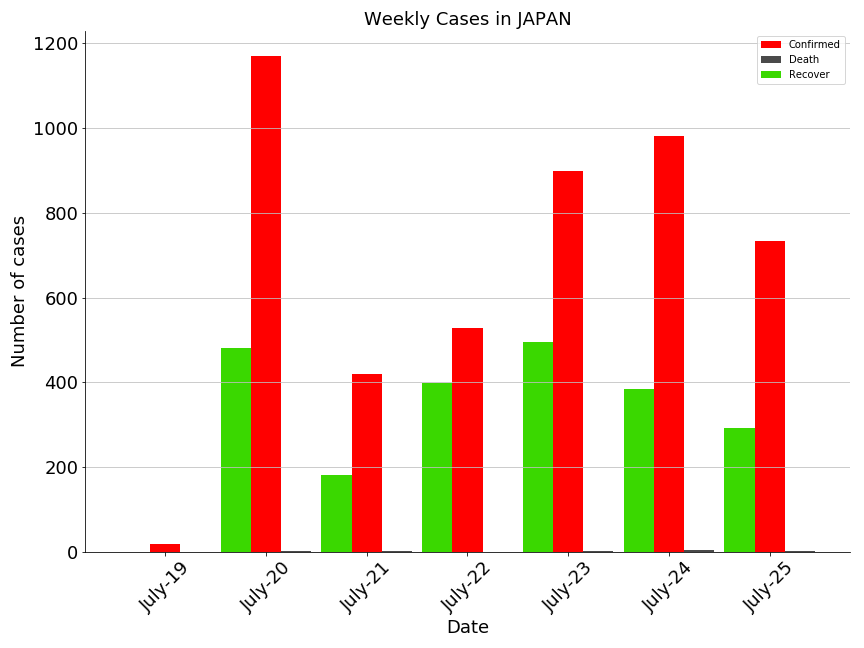 Weekly Cases in JAPAN
Confirmed
Death
Recover
Number of cases
1200
1000
800
600
400
200
0
July-19
July-20
July-21
July-22
July-23
July-24
July-25
Date